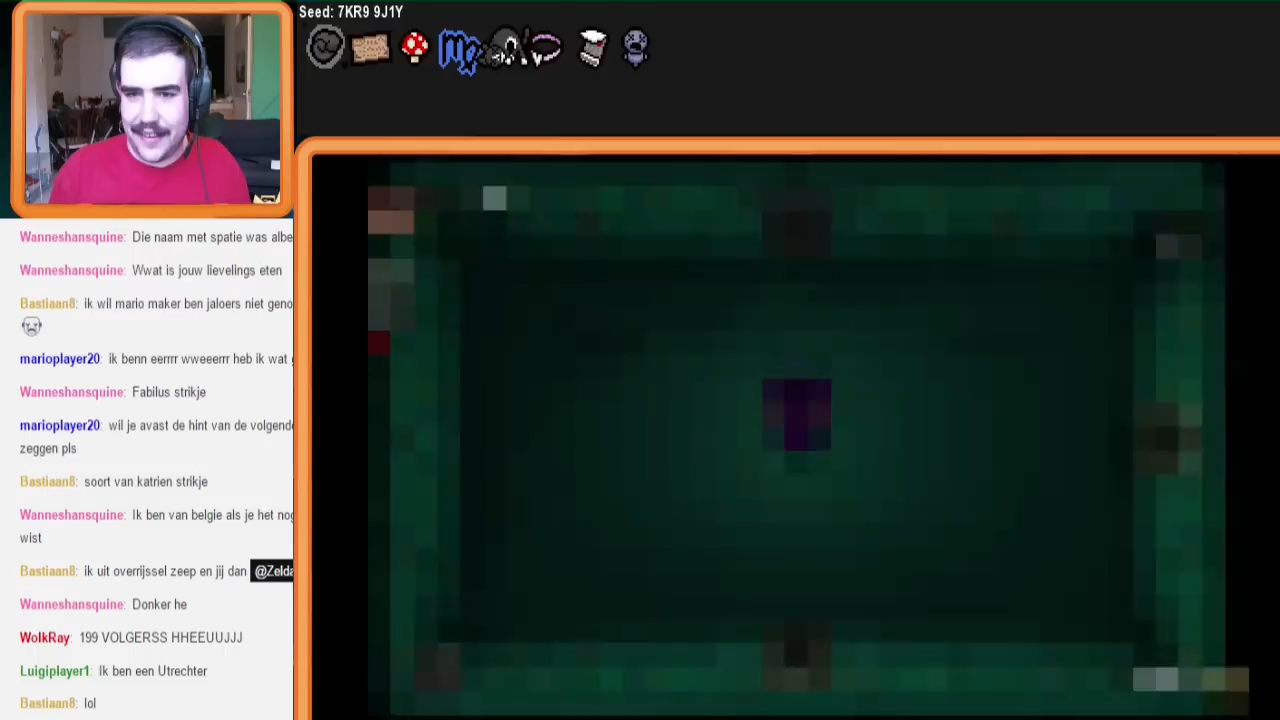 Seed: 7KR9 9J1Y
Wanneshansquine: Die naam met spatie was albe
Wanneshansquine: Wwat is jouw lievelings eten
Bastiaan8: ik wil mario maker ben jaloers niet geno
marioplayer20: ik benn eerrrr wweeerrr heb ik wat
Wanneshansquine: Fabilus strikje
marioplayer20: wil je avast de hint van de volgende
zeggen pls
Bastiaan8: soort van katrien strikje
Wanneshansquine: Ik ben van belgie als je het nog
wist
Bastiaan8: ik uit overrijssel zeep en jij dan @Zelda
Wanneshansquine: Donker he
WolkRay: 199 VOLGERSS HHEEUUJJJ
Luigiplayer1: Ik ben een Utrechter
Bastiaan8: lol